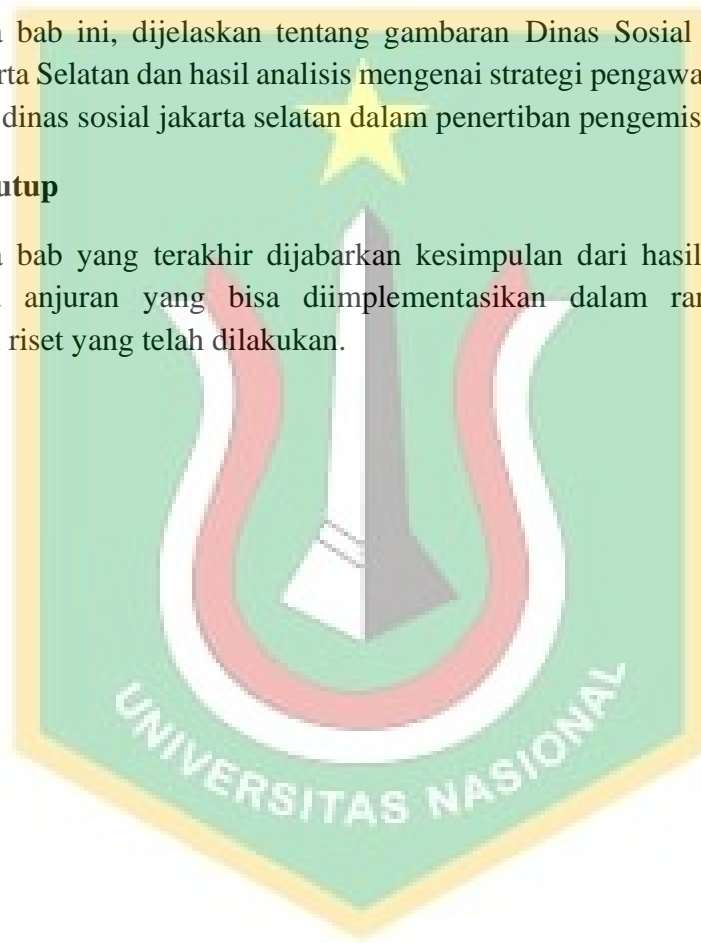 a bab ini, dijelaskan tentang gambaran Dinas Sosial
rta Selatan dan hasil analisis mengenai strategi pengawa
dinas sosial jakarta selatan dalam penertiban pengemis
utup
a bab yang terakhir dijabarkan kesimpulan dari hasil
anjuran yang bisa diimplementasikan dalam ran
riset yang telah dilakukan.
UNIVERSITAS NASIONAL